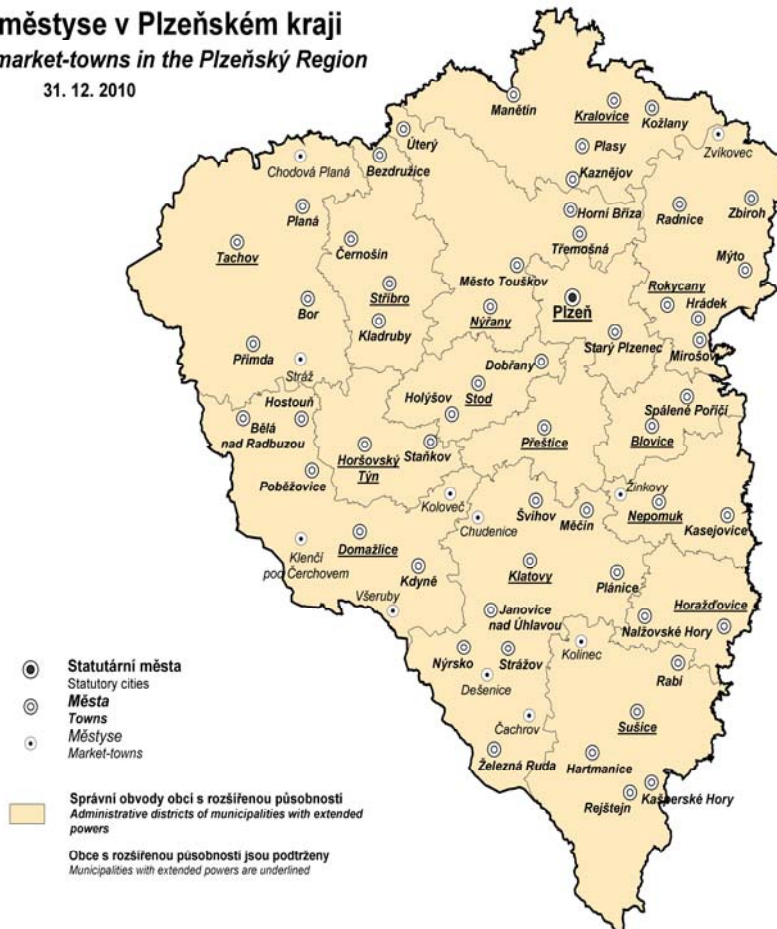 městyse v Plzeňském kraji
market-towns in the Plzeňský Region
31. 12. 2010
Manětín
Kralovice
Kožlany
Úterý
Plasy
Zvíkovec
Chodová Planá
Bezdružice
Kaznějov
Planá
Horní Bříza
Radnice
Zbiroh
Černošín
Třemošná
Tachov
Mýto
Město Touškov
Stříbro
Rokycany
Bor
Nýřany
Plzeň
Hrádek
Kladruby
Starý Plzenec
Přimda
Mirošov
Dobřany
Stráž
Holýšov
Stod
Hostouň
Spálené Poříčí
Bělá
nad Radbuzou
Přeštice
Blovice
Horšovský
Týn
Staňkov
Poběžovice
Žinkovy
Koloveč
Švihov
Nepomuk
Chudenice
Měčín
Kasejovice
Klenčí
pod Čerchovem
Domažlice
Kdyně
Klatovy
Plánice
Všeruby
Horažďovice
Janovice
nad Úhlavou
Nalžovské Hory
Kolinec
Nýrsko
Strážov
Rabí
Dešenice
Čachrov
Sušice
Železná Ruda
Hartmanice
Rejštejn
Kašperské Hory
Statutární města
Statutory cities
Města
Towns
Městyse
Market-towns
Správní obvody obcí s rozšířenou působností
Administrative districts of municipalities with extended
powers
Obce s rozšířenou působností jsou podtrženy
Municipalities with extended powers are underlined